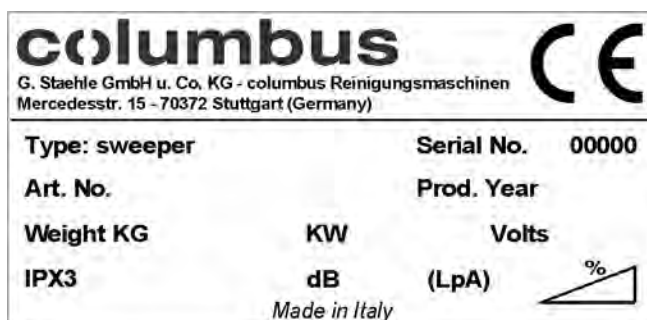 columbus CE
G. Staehle GmbH u. Co. KG - columbus Reinigungsmaschinen
Mercedesstr. 15 - 70372 Stuttgart (Germany)
Type: sweeper Serial No. 00000
Art. No. Prod. Year
Weight KG KW Volts
IPX3 dB (LpA) %
Made in Italy